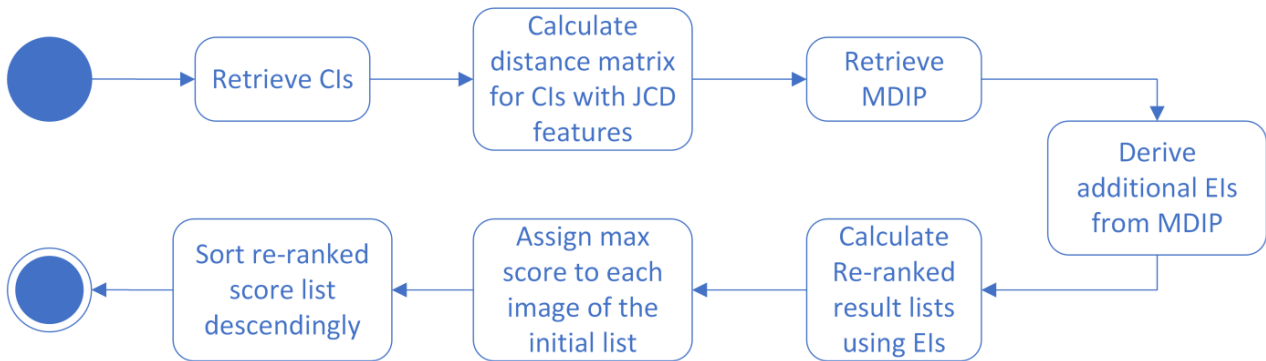 Retrieve CIs
Calculate
distance matrix
for CIs with JCD
features
Retrieve
MDIP
Derive
additional EIs
from MDIP
Calculate
Re-ranked
result lists
using EIs
Assign max
score to each
image of the
initial list
Sort re-ranked
score list
descendingly